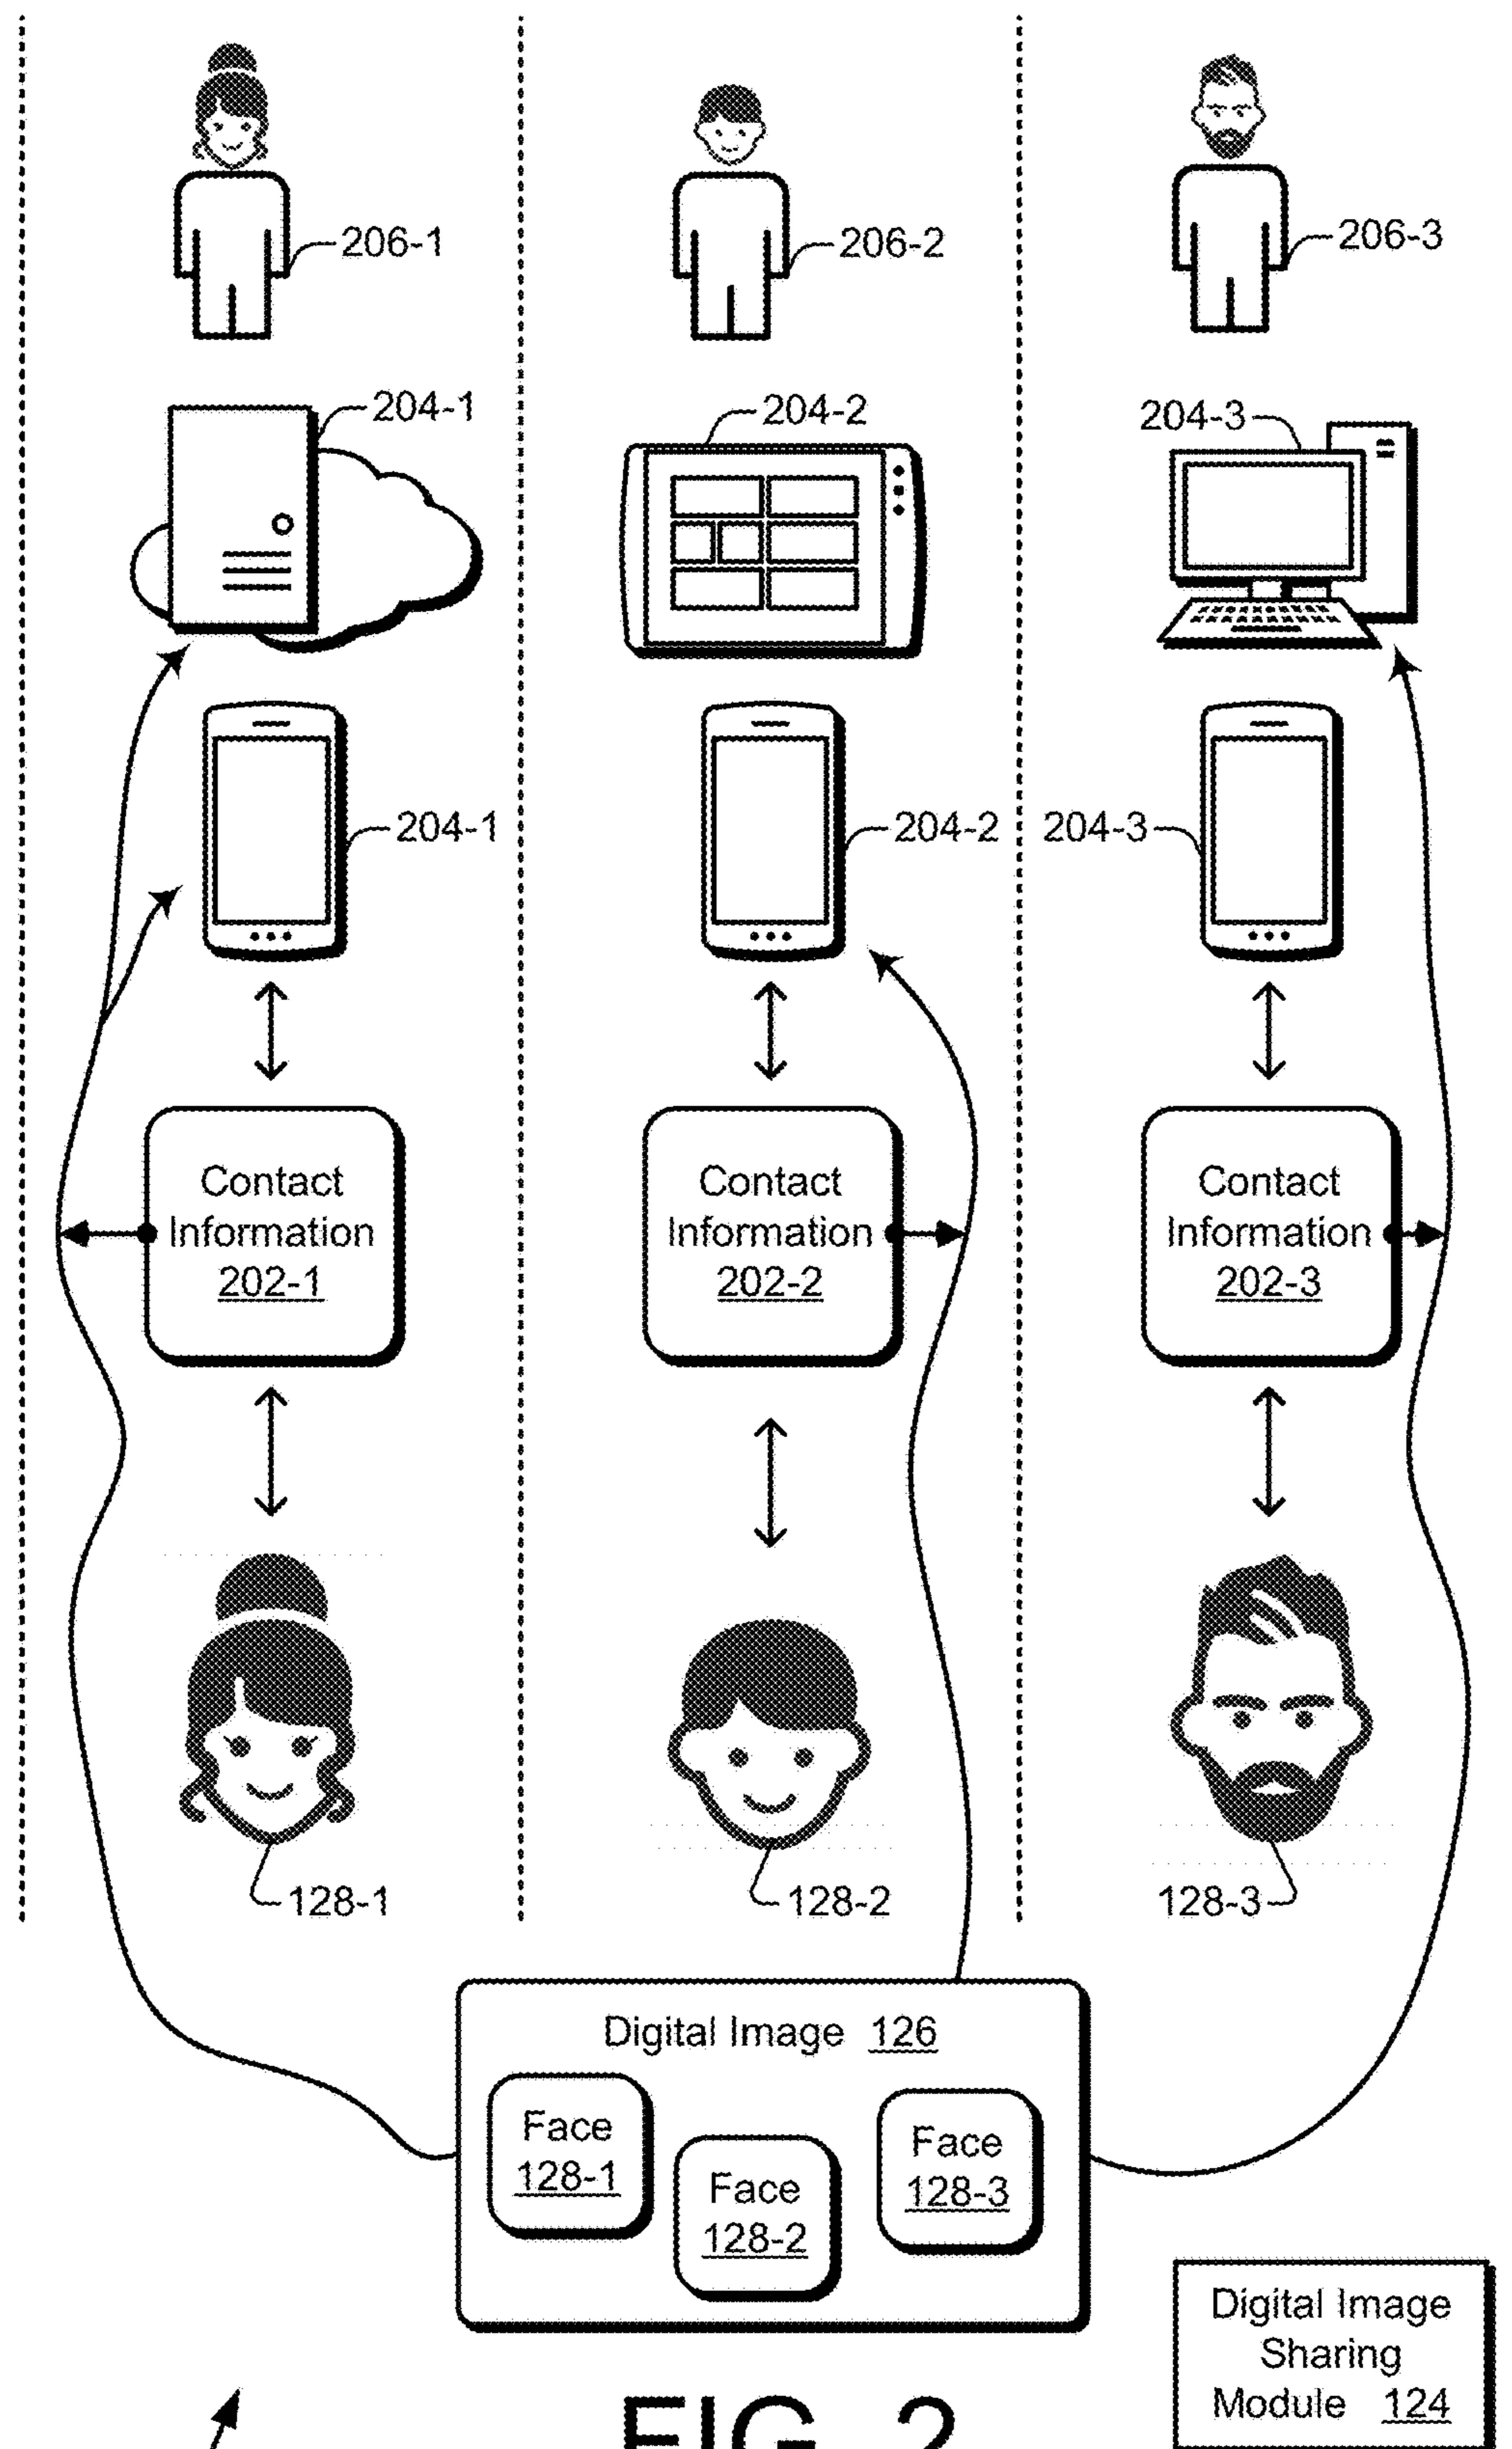 206-1
206-2
206-3
204-1
204-2
204-3
204-1
204-2
204-3
Contact
Information
202-1
Contact
Information
202-2
Contact
Information
202-3
128-1
128-2
128-3
Digital Image 126
Face
128-1
Face
128-2
Face
128-3
Digital Image
Sharing
Module 124
FIG. 2